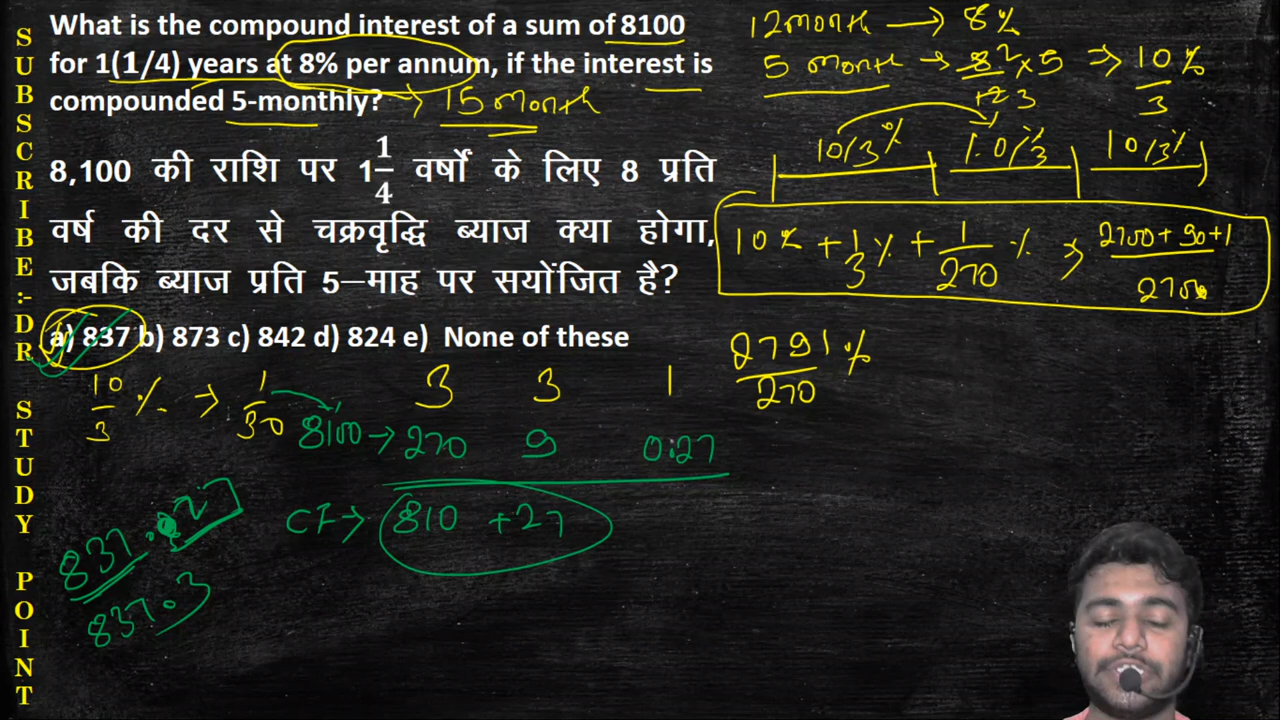 SUBSCRIBE:-DR STUDY POINT
What is the compound interest of a sum of 8100
for 1(1/4) years at 8% per annum, if the interest is
compounded 5-monthly? → 15 month
8,100 की राशि पर 1 1/4 वर्षों के लिए 8 प्रति
वर्ष की दर से चक्रवृद्धि ब्याज क्या होगा,
जबकि ब्याज प्रति 5–माह पर सयोंजित है?
a) 837 b) 873 c) 842 d) 824 e) None of these
12 month → 8%
5 month → 8 2 × 5 ⇒ 10/3 %
12 3
10/3% 10/3% 10/3%
10% + 1/3 % + 1/270 % ⇒ 2700+90+1
270
2791/270 %
10/3 % → 1/30
3 3 1
8100 → 270 9 0.27
CI → 810 + 27
837.
837.3